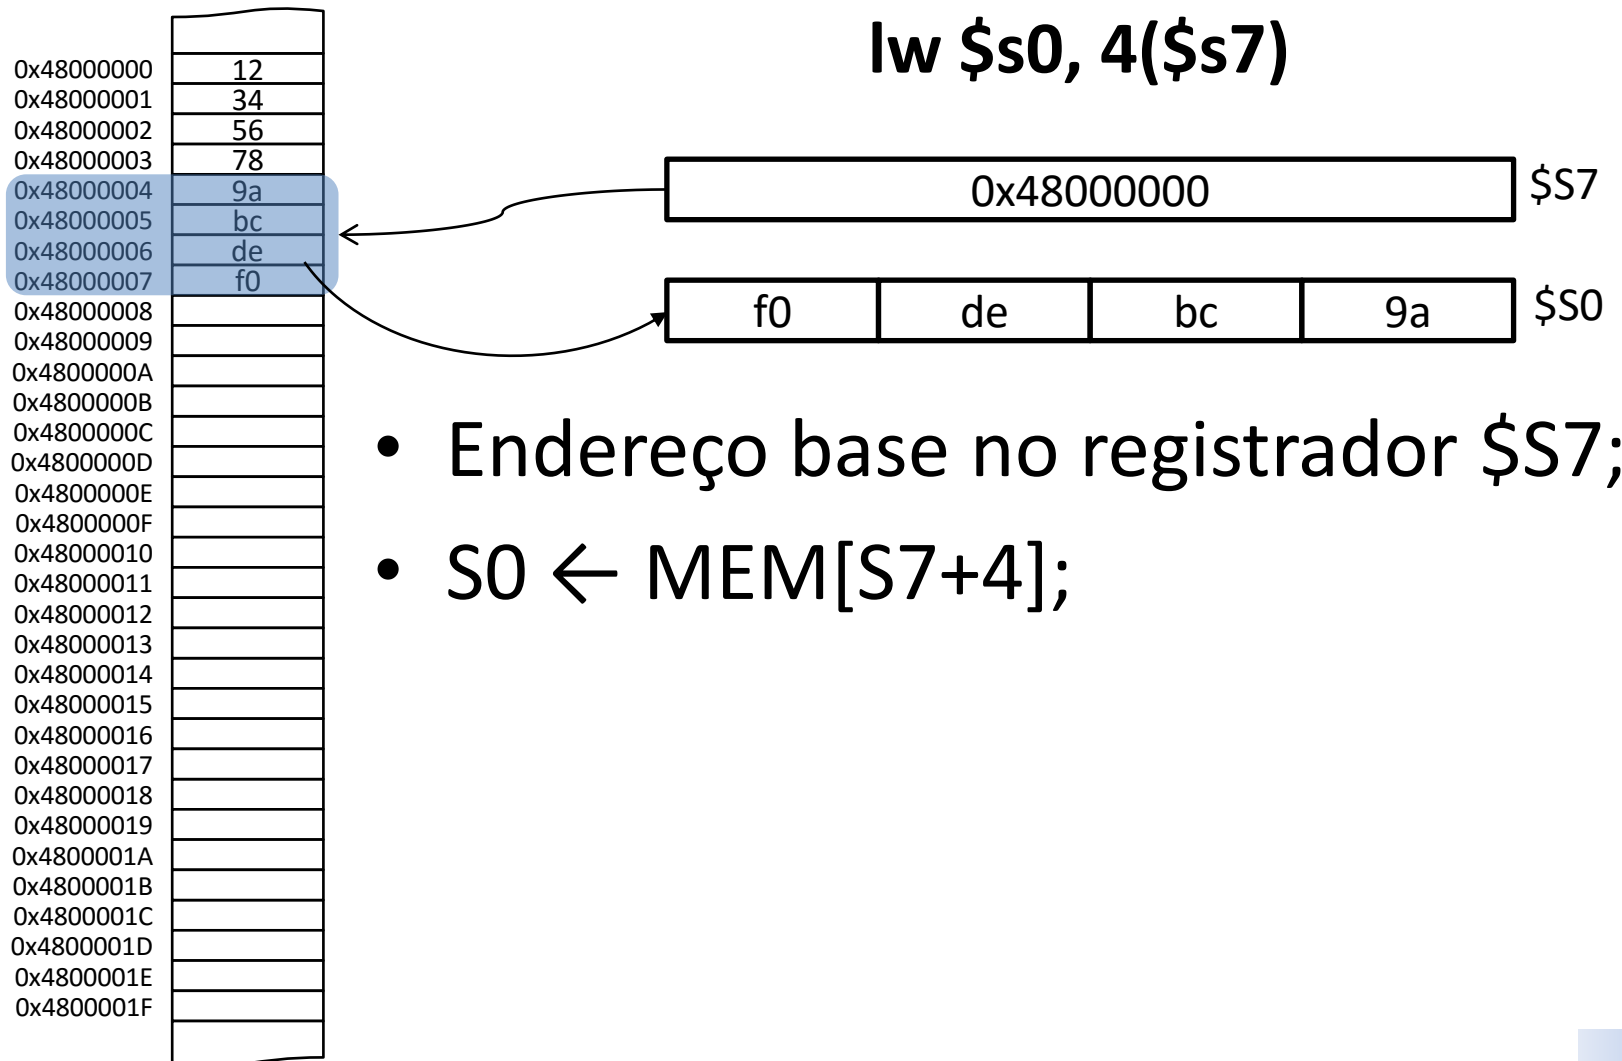 lw $s0, 4($s7)
0x48000000 12
0x48000001 34
0x48000002 56
0x48000003 78
0x48000004 9a
0x48000005 bc
0x48000006 de
0x48000007 f0
0x48000008
0x48000009
0x4800000A
0x4800000B
0x4800000C
0x4800000D
0x4800000E
0x4800000F
0x48000010
0x48000011
0x48000012
0x48000013
0x48000014
0x48000015
0x48000016
0x48000017
0x48000018
0x48000019
0x4800001A
0x4800001B
0x4800001C
0x4800001D
0x4800001E
0x4800001F
0x48000000 $S7
f0 de bc 9a $S0
• Endereço base no registrador $S7;
• S0 ← MEM[S7+4];